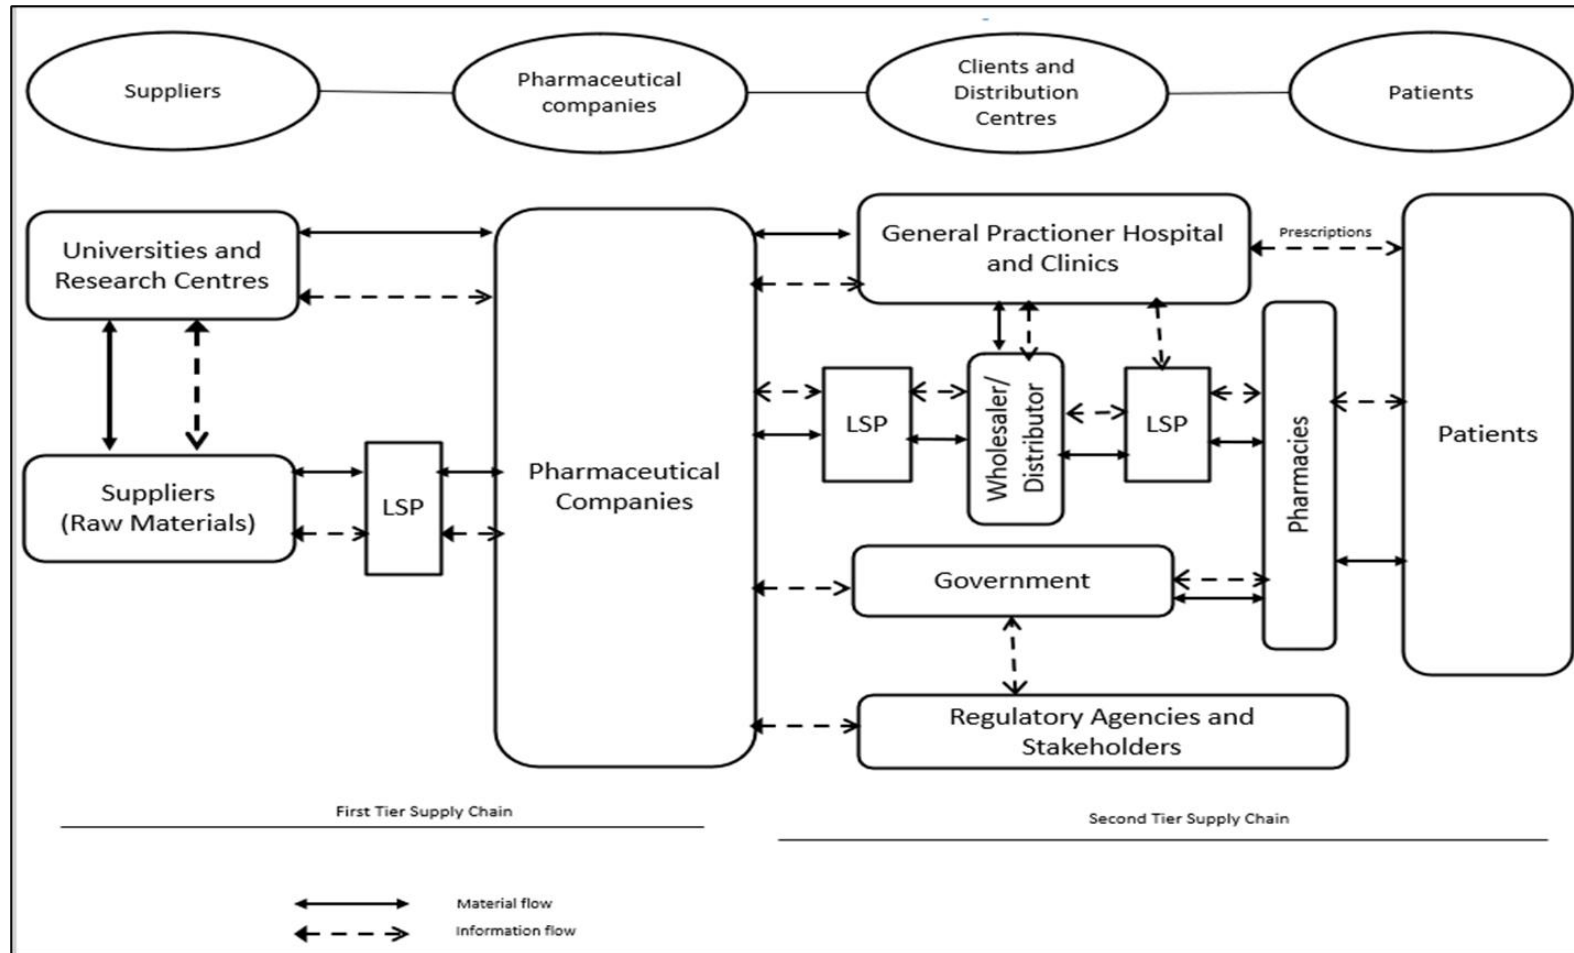 Suppliers
Pharmaceutical
companies
Clients and
Distribution
Centres
Patients
Universities and
Research Centres
General Practioner Hospital
and Clinics
Prescriptions
Suppliers
(Raw Materials)
LSP
Pharmaceutical
Companies
LSP
Wholesaler/
Distributor
LSP
Pharmacies
Patients
Government
Regulatory Agencies and
Stakeholders
First Tier Supply Chain
Second Tier Supply Chain
Material flow
Information flow